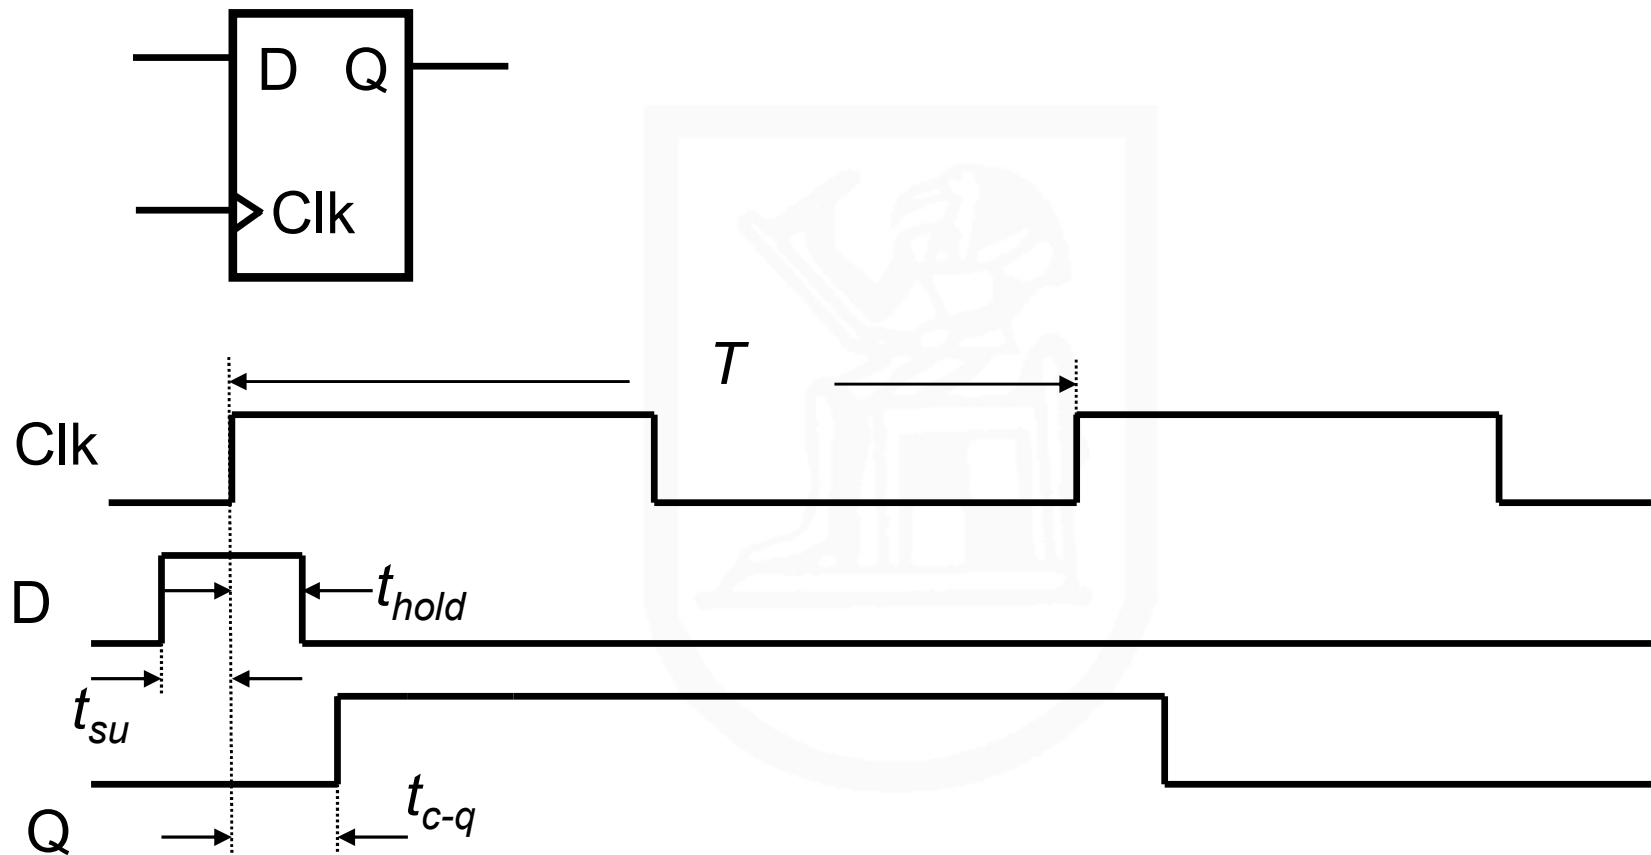 D Q
Clk
T
Clk
D
t_hold
t_su
t_c-q
Q